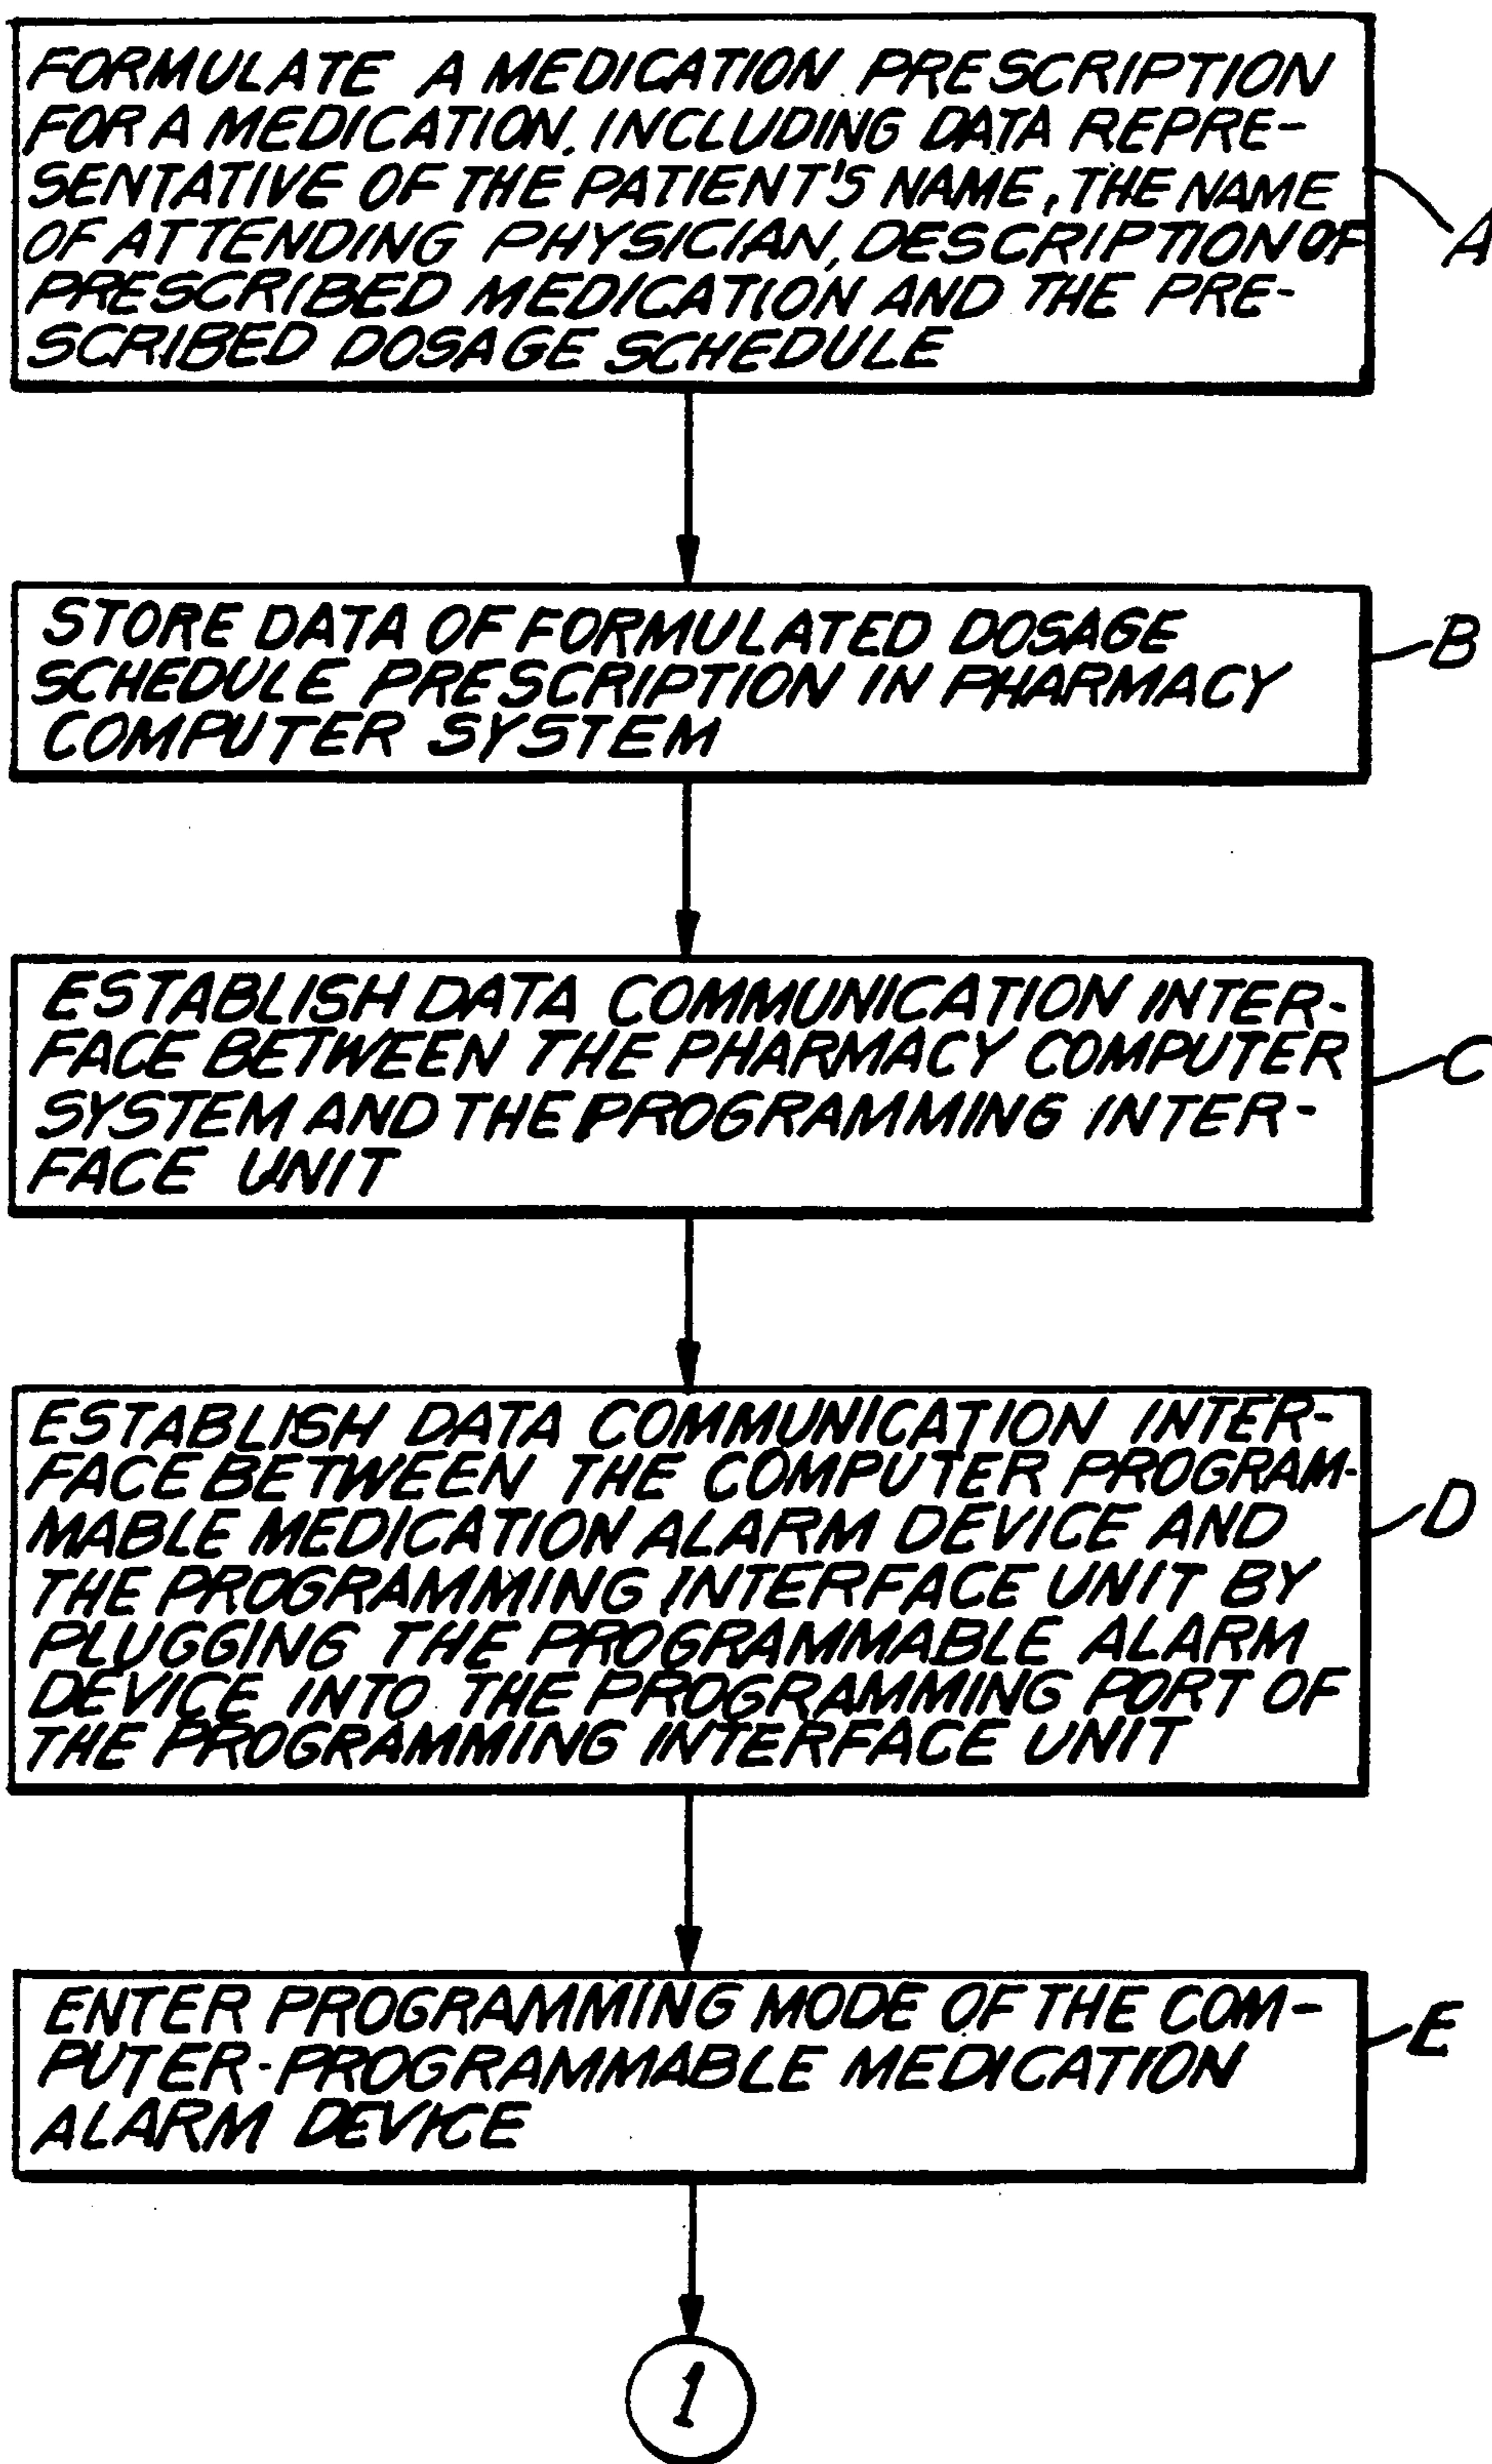 FORMULATE A MEDICATION PRESCRIPTION
FOR A MEDICATION, INCLUDING DATA REPRE-
SENTATIVE OF THE PATIENT'S NAME, THE NAME
OF ATTENDING PHYSICIAN, DESCRIPTION OF
PRESCRIBED MEDICATION AND THE PRE-
SCRIBED DOSAGE SCHEDULE
A
STORE DATA OF FORMULATED DOSAGE
SCHEDULE PRESCRIPTION IN PHARMACY
COMPUTER SYSTEM
B
ESTABLISH DATA COMMUNICATION INTER-
FACE BETWEEN THE PHARMACY COMPUTER
SYSTEM AND THE PROGRAMMING INTER-
FACE UNIT
C
ESTABLISH DATA COMMUNICATION INTER-
FACE BETWEEN THE COMPUTER PROGRAM-
MABLE MEDICATION ALARM DEVICE AND
THE PROGRAMMING INTERFACE UNIT BY
PLUGGING THE PROGRAMMABLE ALARM
DEVICE INTO THE PROGRAMMING PORT OF
THE PROGRAMMING INTERFACE UNIT
D
ENTER PROGRAMMING MODE OF THE COM-
PUTER-PROGRAMMABLE MEDICATION
ALARM DEVICE
E
1